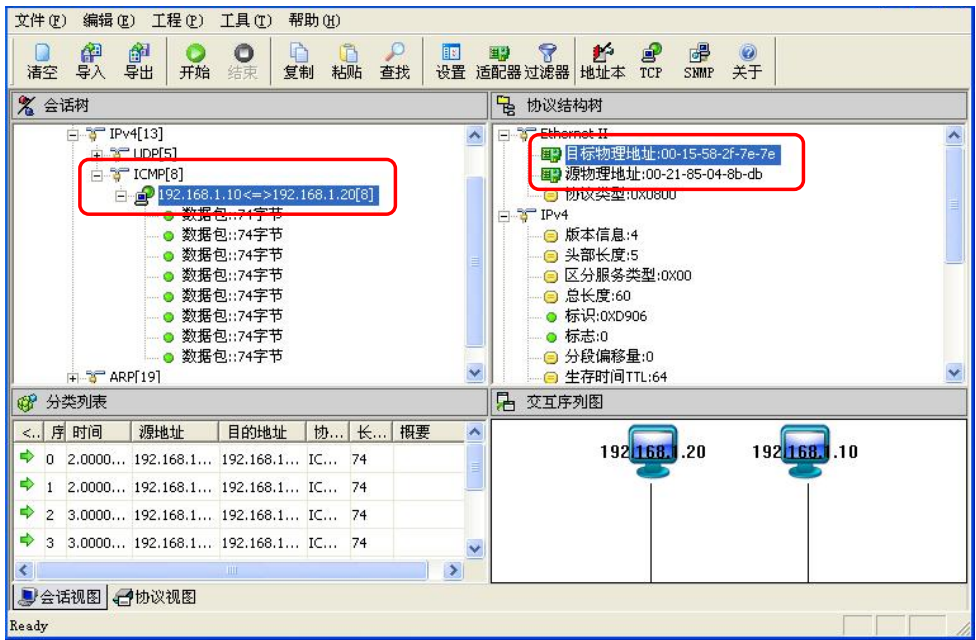 文件(F) 编辑(E) 工程(P) 工具(T) 帮助(H)
清空 导入 导出 开始 结束 复制 粘贴 查找 设置 适配器 过滤器 地址本 TCP SNMP 关于
会话树
IPv4[13]
UDP[5]
ICMP[8]
192.168.1.10<=>192.168.1.20[8]
数据包::74字节
数据包::74字节
数据包::74字节
数据包::74字节
数据包::74字节
数据包::74字节
数据包::74字节
数据包::74字节
ARP[19]
协议结构树
Ethernet II
目标物理地址:00-15-58-2f-7e-7e
源物理地址:00-21-85-04-8b-db
协议类型:0X0800
IPv4
版本信息:4
头部长度:5
区分服务类型:0X00
总长度:60
标识:0XD906
标志:0
分段偏移量:0
生存时间TTL:64
分类列表
<.. 序 时间 源地址 目的地址 协... 长... 概要
0 2.0000... 192.168.1... 192.168.1... IC... 74
1 2.0000... 192.168.1... 192.168.1... IC... 74
2 3.0000... 192.168.1... 192.168.1... IC... 74
3 3.0000... 192.168.1... 192.168.1... IC... 74
交互序列图
192.168.1.20 192.168.1.10
会话视图 协议视图
Ready